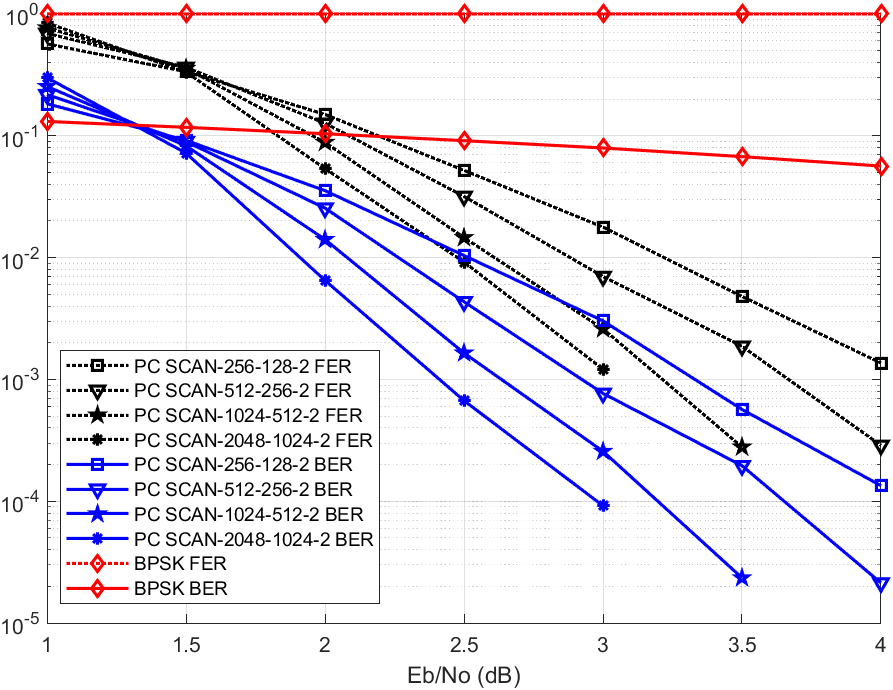 10^0
10^-1
10^-2
10^-3
10^-4
10^-5
PC SCAN-256-128-2 FER
PC SCAN-512-256-2 FER
PC SCAN-1024-512-2 FER
PC SCAN-2048-1024-2 FER
PC SCAN-256-128-2 BER
PC SCAN-512-256-2 BER
PC SCAN-1024-512-2 BER
PC SCAN-2048-1024-2 BER
BPSK FER
BPSK BER
1 1.5 2 2.5 3 3.5 4
Eb/No (dB)